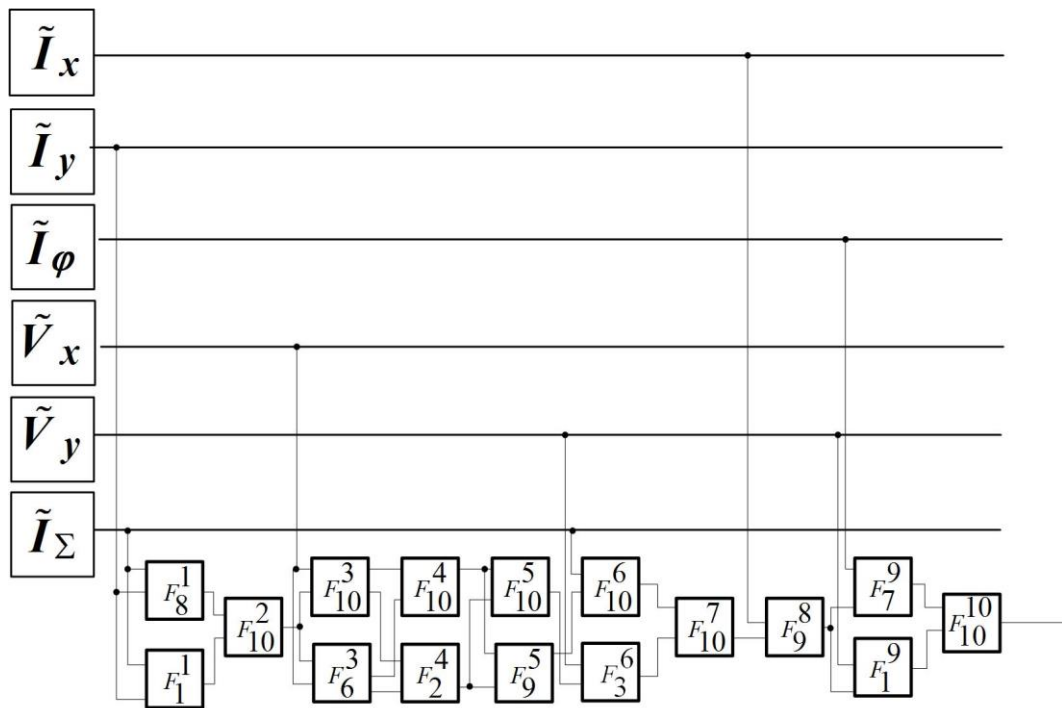 Ĩ x
Ĩ y
Ĩ φ
Ṽ x
Ṽ y
Ĩ Σ
F 1 8
F 1 1
F 2 10
F 3 10
F 3 6
F 4 10
F 4 2
F 5 10
F 5 9
F 6 10
F 6 3
F 7 10
F 8 9
F 9 7
F 9 1
F 10 10